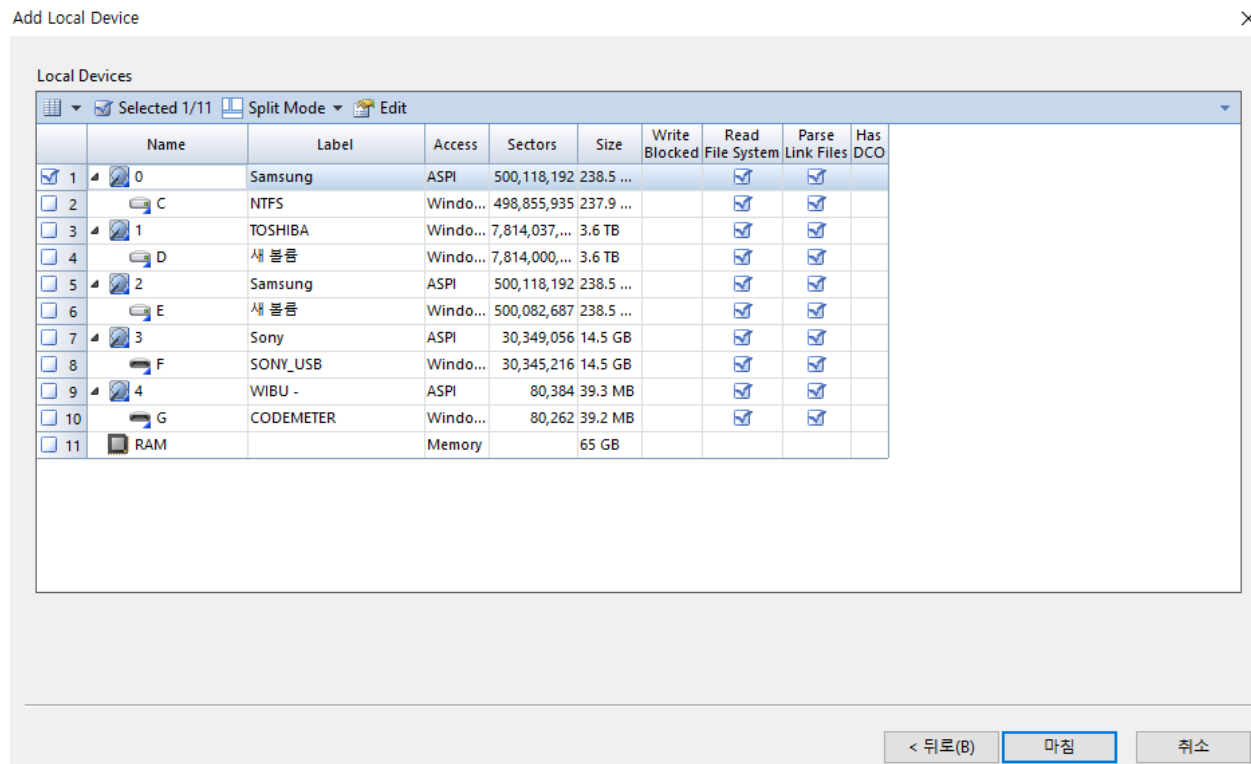 Add Local Device
Local Devices
Selected 1/11 Split Mode Edit
Name Label Access Sectors Size Write Blocked Read File System Parse Link Files Has DCO
1 0 Samsung ASPI 500,118,192 238.5 ...
2 C NTFS Windo... 498,855,935 237.9 ...
3 1 TOSHIBA Windo... 7,814,037,... 3.6 TB
4 D 새 볼륨 Windo... 7,814,000,... 3.6 TB
5 2 Samsung ASPI 500,118,192 238.5 ...
6 E 새 볼륨 Windo... 500,082,687 238.5 ...
7 3 Sony ASPI 30,349,056 14.5 GB
8 F SONY_USB Windo... 30,345,216 14.5 GB
9 4 WIBU - ASPI 80,384 39.3 MB
10 G CODEMETER Windo... 80,262 39.2 MB
11 RAM Memory 65 GB
< 뒤로(B) 마침 취소